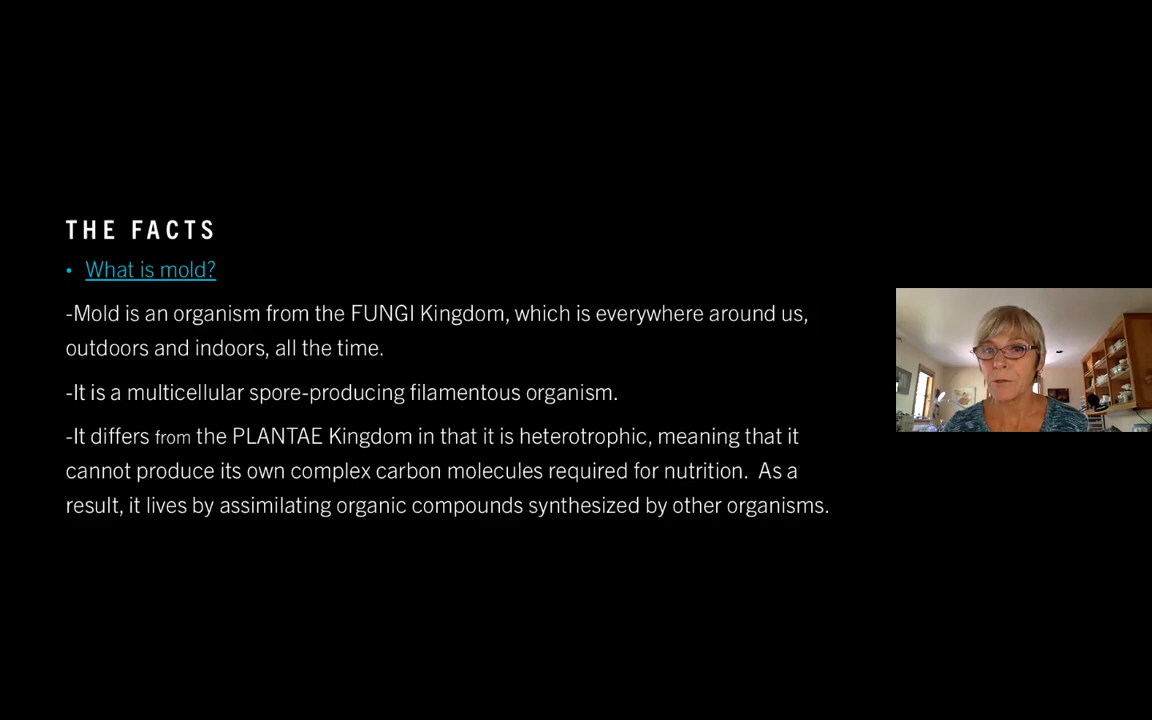 THE FACTS
• What is mold?
-Mold is an organism from the FUNGI Kingdom, which is everywhere around us,
outdoors and indoors, all the time.
-It is a multicellular spore-producing filamentous organism.
-It differs from the PLANTAE Kingdom in that it is heterotrophic, meaning that it
cannot produce its own complex carbon molecules required for nutrition.  As a
result, it lives by assimilating organic compounds synthesized by other organisms.